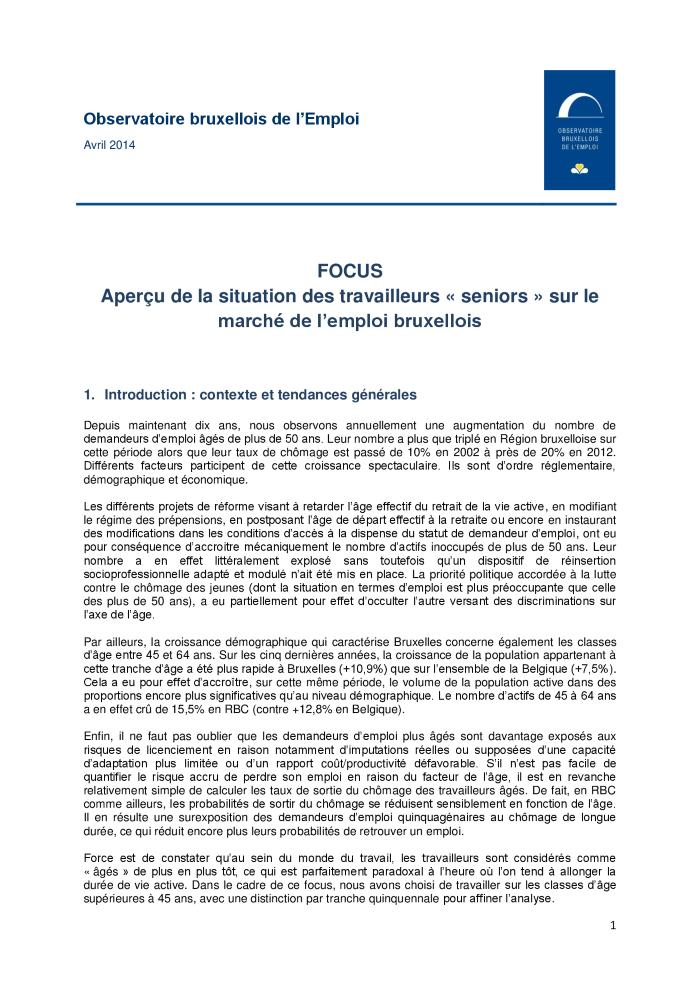 Observatoire bruxellois de l'Emploi
Avril 2014
OBSERVATOIRE
BRUXELLOIS
DE L'EMPLOI
FOCUS
Aperçu de la situation des travailleurs « seniors » sur le
marché de l'emploi bruxellois
1. Introduction : contexte et tendances générales
Depuis maintenant dix ans, nous observons annuellement une augmentation du nombre de
demandeurs d'emploi âgés de plus de 50 ans. Leur nombre a plus que triplé en Région bruxelloise sur
cette période alors que leur taux de chômage est passé de 10% en 2002 à près de 20% en 2012.
Différents facteurs participent de cette croissance spectaculaire. Ils sont d'ordre réglementaire,
démographique et économique.
Les différents projets de réforme visant à retarder l'âge effectif du retrait de la vie active, en modifiant
le régime des prépensions, en postposant l'âge de départ effectif à la retraite ou encore en instaurant
des modifications dans les conditions d'accès à la dispense du statut de demandeur d'emploi, ont eu
pour conséquence d'accroitre mécaniquement le nombre d'actifs inoccupés de plus de 50 ans. Leur
nombre a en effet littéralement explosé sans toutefois qu'un dispositif de réinsertion
socioprofessionnelle adapté et modulé n'ait été mis en place. La priorité politique accordée à la lutte
contre le chômage des jeunes (dont la situation en termes d'emploi est plus préoccupante que celle
des plus de 50 ans), a eu partiellement pour effet d'occulter l'autre versant des discriminations sur
l'axe de l'âge.
Par ailleurs, la croissance démographique qui caractérise Bruxelles concerne également les classes
d'âge entre 45 et 64 ans. Sur les cinq dernières années, la croissance de la population appartenant à
cette tranche d'âge a été plus rapide à Bruxelles (+10,9%) que sur l'ensemble de la Belgique (+7,5%).
Cela a eu pour effet d'accroître, sur cette même période, le volume de la population active dans des
proportions encore plus significatives qu'au niveau démographique. Le nombre d'actifs de 45 à 64 ans
a en effet crû de 15,5% en RBC (contre +12,8% en Belgique).
Enfin, il ne faut pas oublier que les demandeurs d'emploi plus âgés sont davantage exposés aux
risques de licenciement en raison notamment d'imputations réelles ou supposées d'une capacité
d'adaptation plus limitée ou d'un rapport coût/productivité défavorable. S'il n'est pas facile de
quantifier le risque accru de perdre son emploi en raison du facteur de l'âge, il est en revanche
relativement simple de calculer les taux de sortie du chômage des travailleurs âgés. De fait, en RBC
comme ailleurs, les probabilités de sortir du chômage se réduisent sensiblement en fonction de l'âge.
Il en résulte une surexposition des demandeurs d'emploi quinquagénaires au chômage de longue
durée, ce qui réduit encore plus leurs probabilités de retrouver un emploi.
Force est de constater qu'au sein du monde du travail, les travailleurs sont considérés comme
« âgés » de plus en plus tôt, ce qui est parfaitement paradoxal à l'heure où l'on tend à allonger la
durée de vie active. Dans le cadre de ce focus, nous avons choisi de travailler sur les classes d'âge
supérieures à 45 ans, avec une distinction par tranche quinquennale pour affiner l'analyse.
1